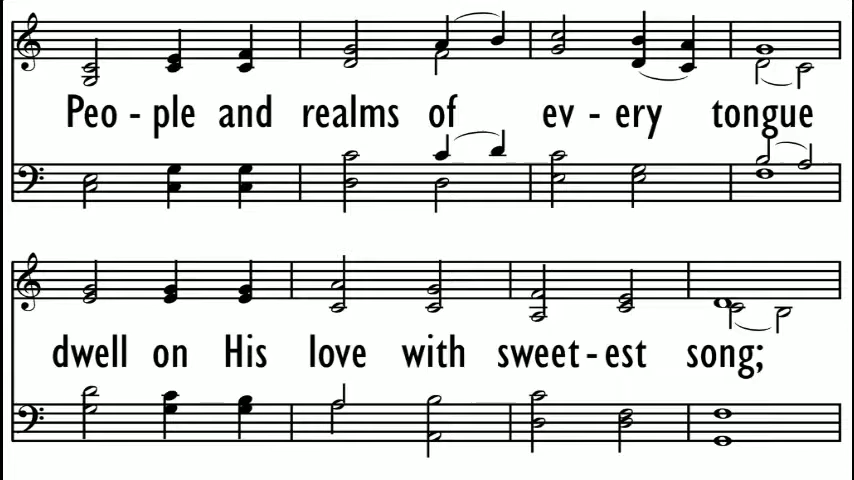 Peo - ple and realms of ev - ery tongue
dwell on His love with sweet - est song;